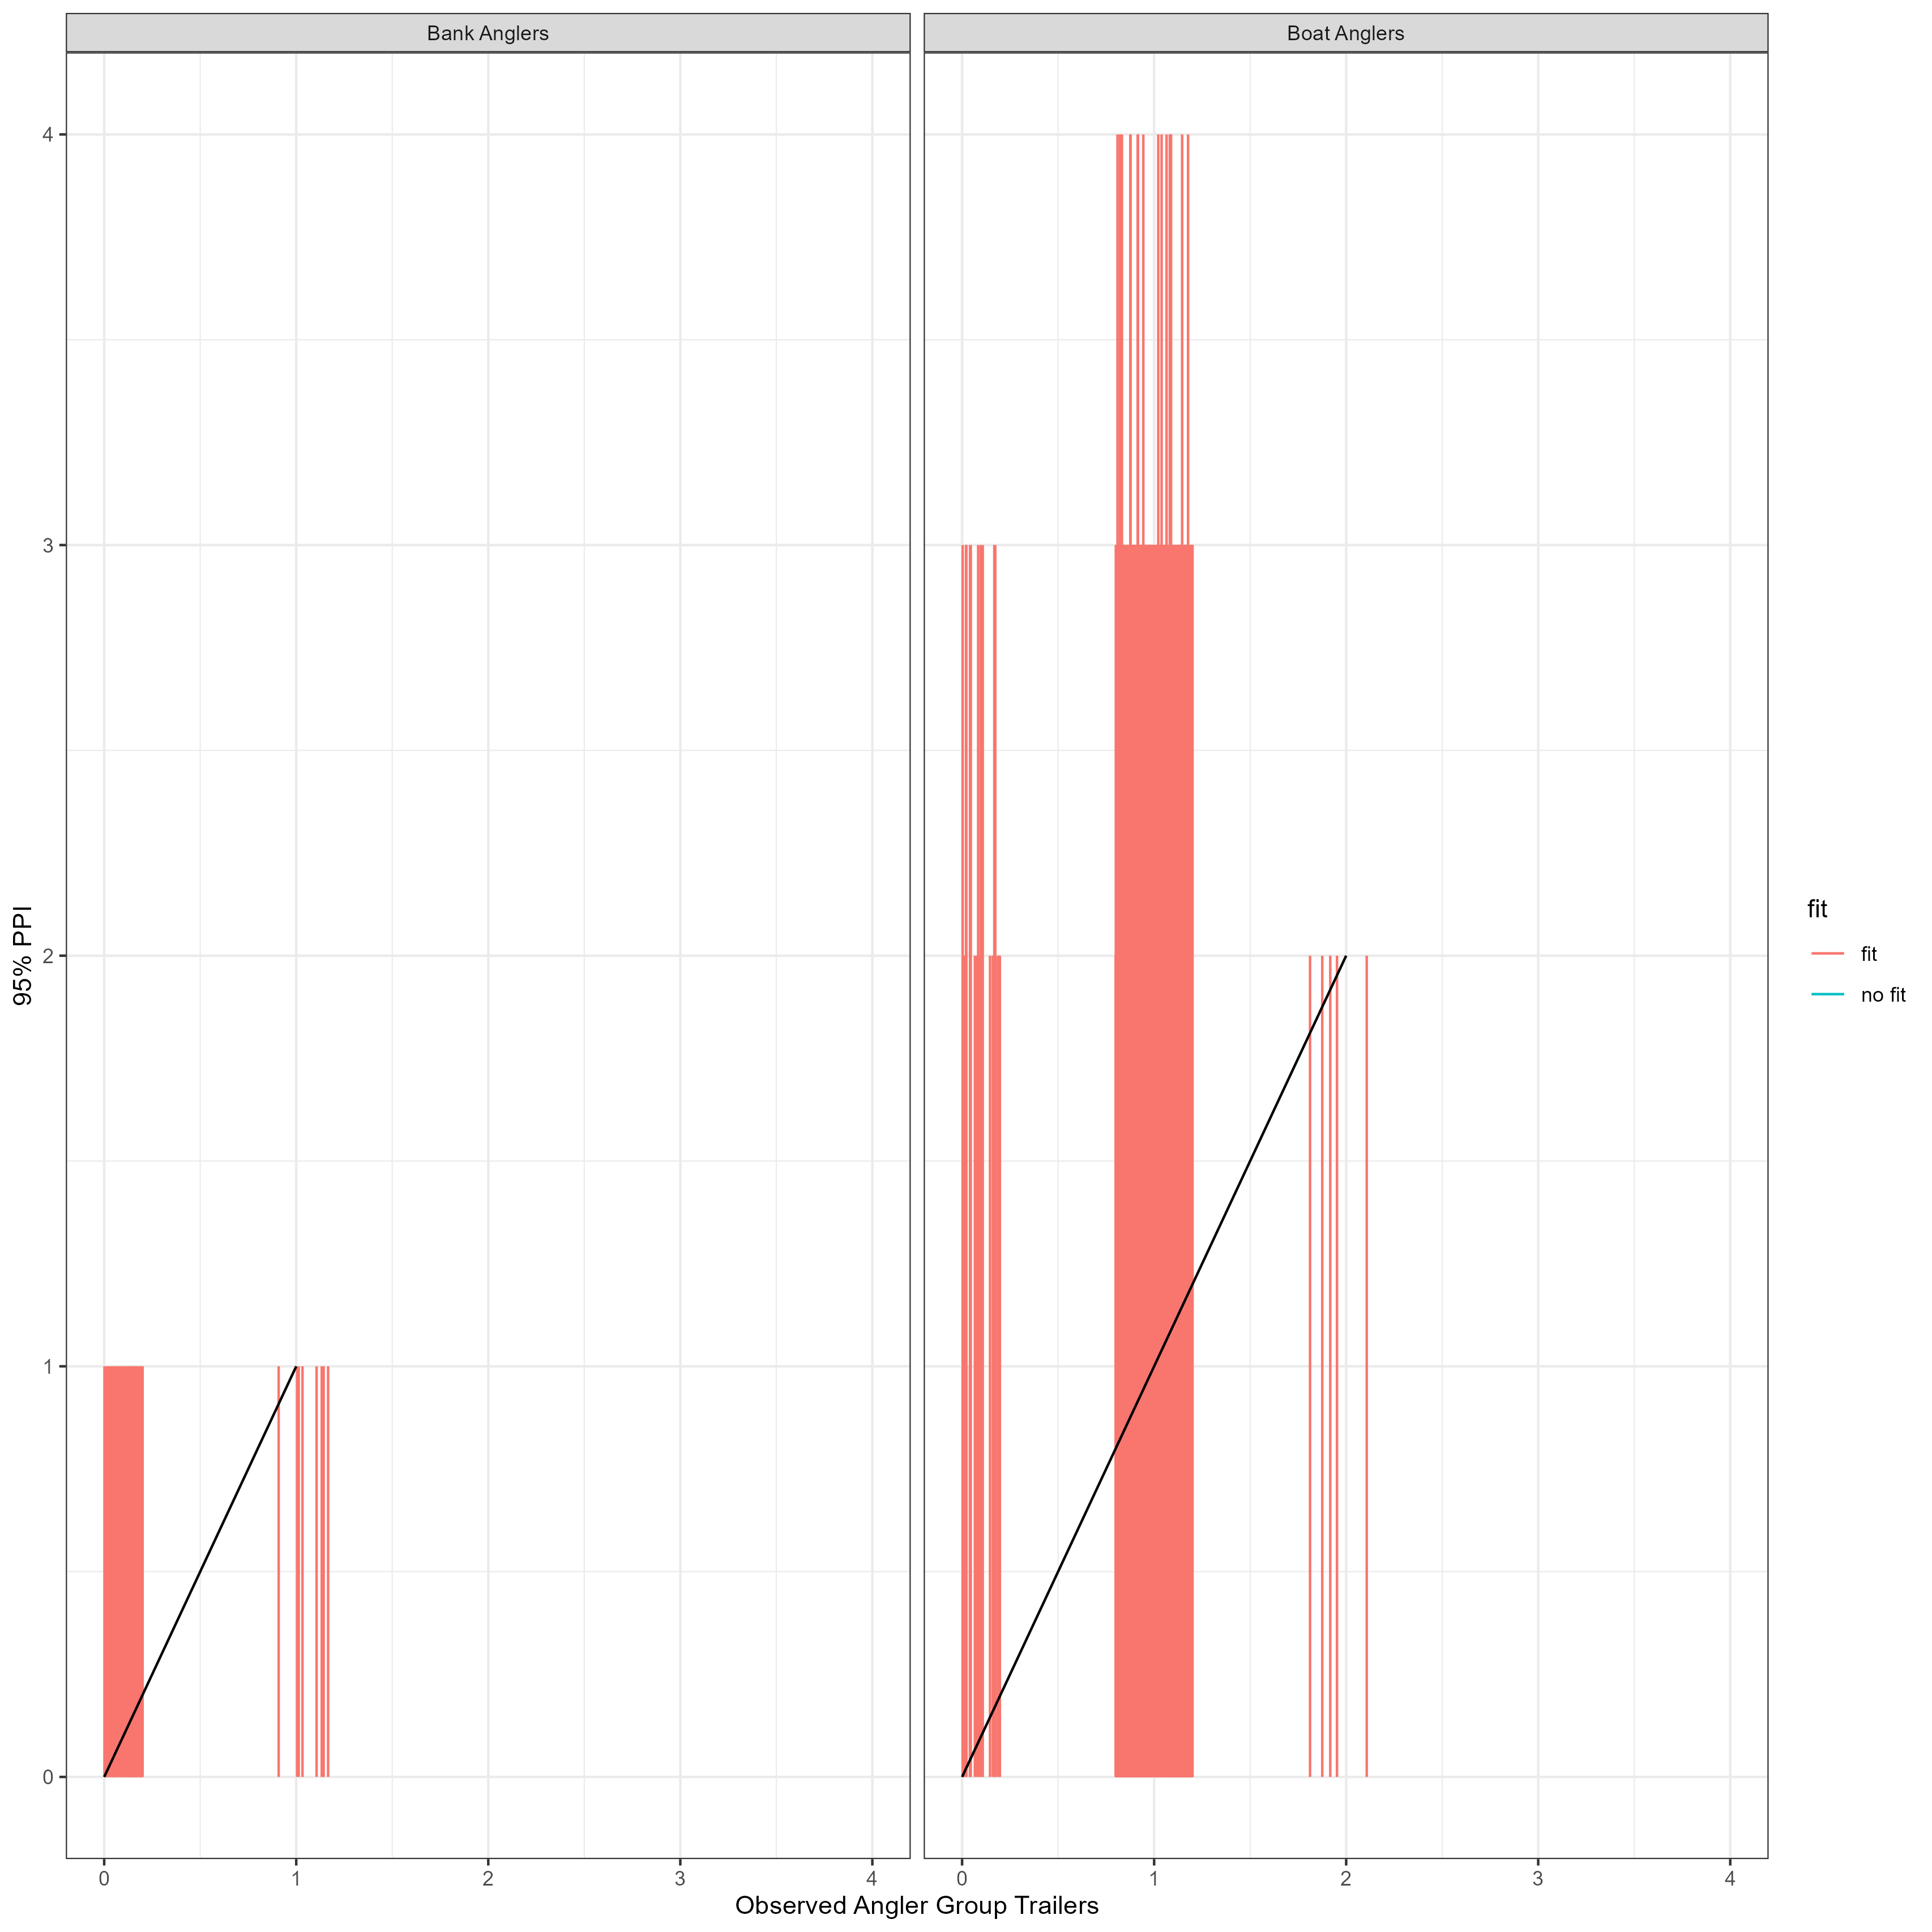 Bank Anglers
Boat Anglers
4
3
2
1
0
95% PPI
0 1 2 3 4
0 1 2 3 4
Observed Angler Group Trailers
fit
fit
no fit